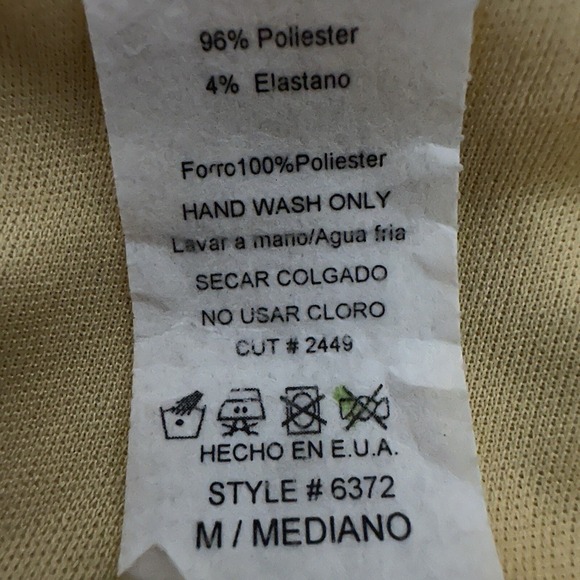 96% Poliester
4% Elastano
Forro100%Poliester
HAND WASH ONLY
Lavar a mano/Agua fria
SECAR COLGADO
NO USAR CLORO
CUT # 2449
HECHO EN E.U.A.
STYLE # 6372
M / MEDIANO